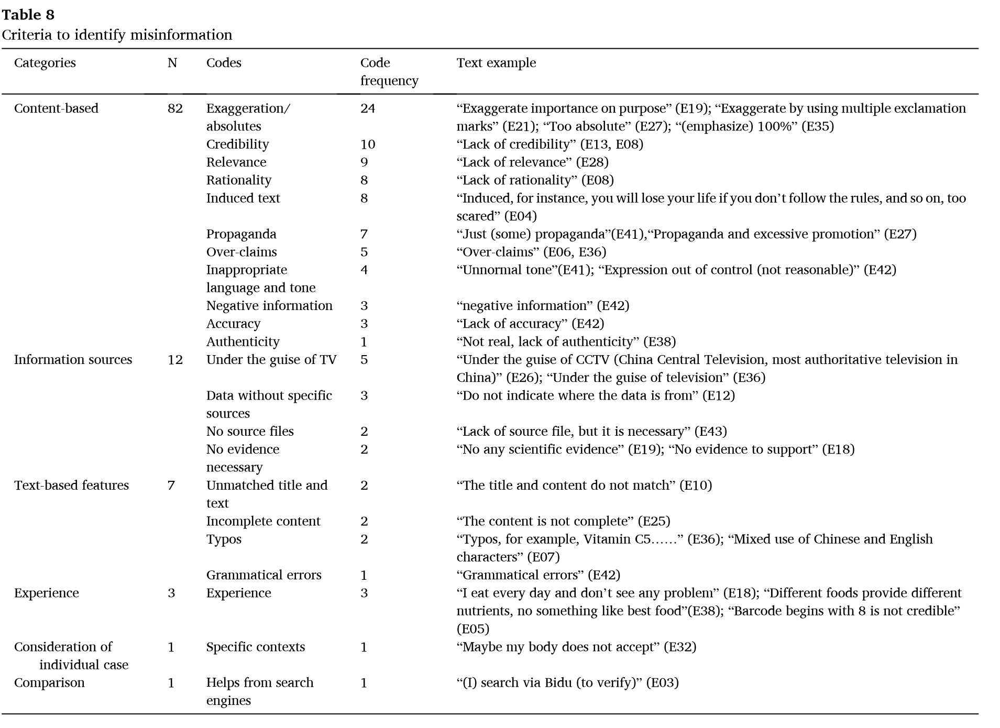 Table 8
Criteria to identify misinformation
Categories N Codes Code frequency Text example
Content-based 82 Exaggeration/ 24 “Exaggerate importance on purpose” (E19); “Exaggerate by using multiple exclamation
absolutes marks” (E21); “Too absolute” (E27); “(emphasize) 100%” (E35)
Credibility 10 “Lack of credibility” (E13, E08)
Relevance 9 “Lack of relevance” (E28)
Rationality 8 “Lack of rationality” (E08)
Induced text 8 “Induced, for instance, you will lose your life if you don’t follow the rules, and so on, too
scared” (E04)
Propaganda 7 “Just (some) propaganda”(E41),“Propaganda and excessive promotion” (E27)
Over-claims 5 “Over-claims” (E06, E36)
Inappropriate 4 “Unnormal tone”(E41); “Expression out of control (not reasonable)” (E42)
language and tone
Negative information 3 “negative information” (E42)
Accuracy 3 “Lack of accuracy” (E42)
Authenticity 1 “Not real, lack of authenticity” (E38)
Information sources 12 Under the guise of TV 5 “Under the guise of CCTV (China Central Television, most authoritative television in
China)” (E26); “Under the guise of television” (E36)
Data without specific 3 “Do not indicate where the data is from” (E12)
sources
No source files 2 “Lack of source file, but it is necessary” (E43)
No evidence 2 “No any scientific evidence” (E19); “No evidence to support” (E18)
necessary
Text-based features 7 Unmatched title and 2 “The title and content do not match” (E10)
text
Incomplete content 2 “The content is not complete” (E25)
Typos 2 “Typos, for example, Vitamin C5……” (E36); “Mixed use of Chinese and English
characters” (E07)
Grammatical errors 1 “Grammatical errors” (E42)
Experience 3 Experience 3 “I eat every day and don’t see any problem” (E18); “Different foods provide different
nutrients, no something like best food”(E38); “Barcode begins with 8 is not credible”
(E05)
Consideration of 1 Specific contexts 1 “Maybe my body does not accept” (E32)
individual case
Comparison 1 Helps from search 1 “(I) search via Bidu (to verify)” (E03)
engines